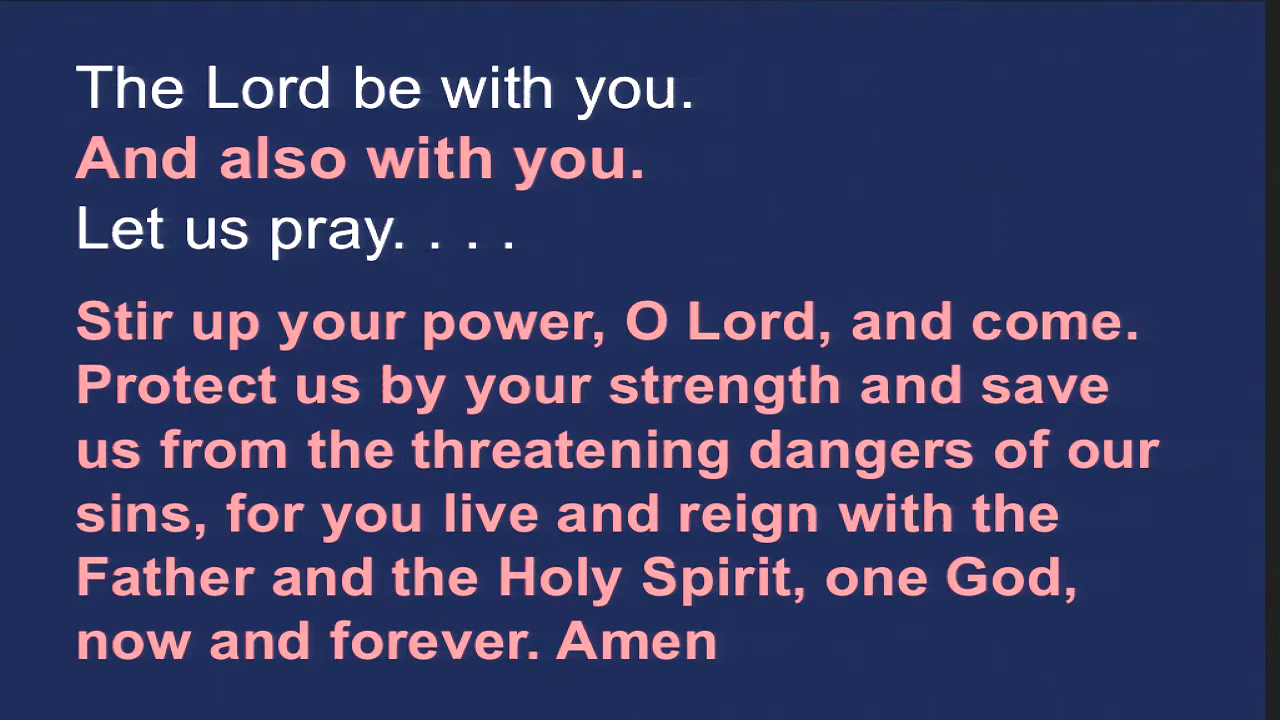 The Lord be with you.
And also with you.
Let us pray. . . .
Stir up your power, O Lord, and come.
Protect us by your strength and save
us from the threatening dangers of our
sins, for you live and reign with the
Father and the Holy Spirit, one God,
now and forever. Amen